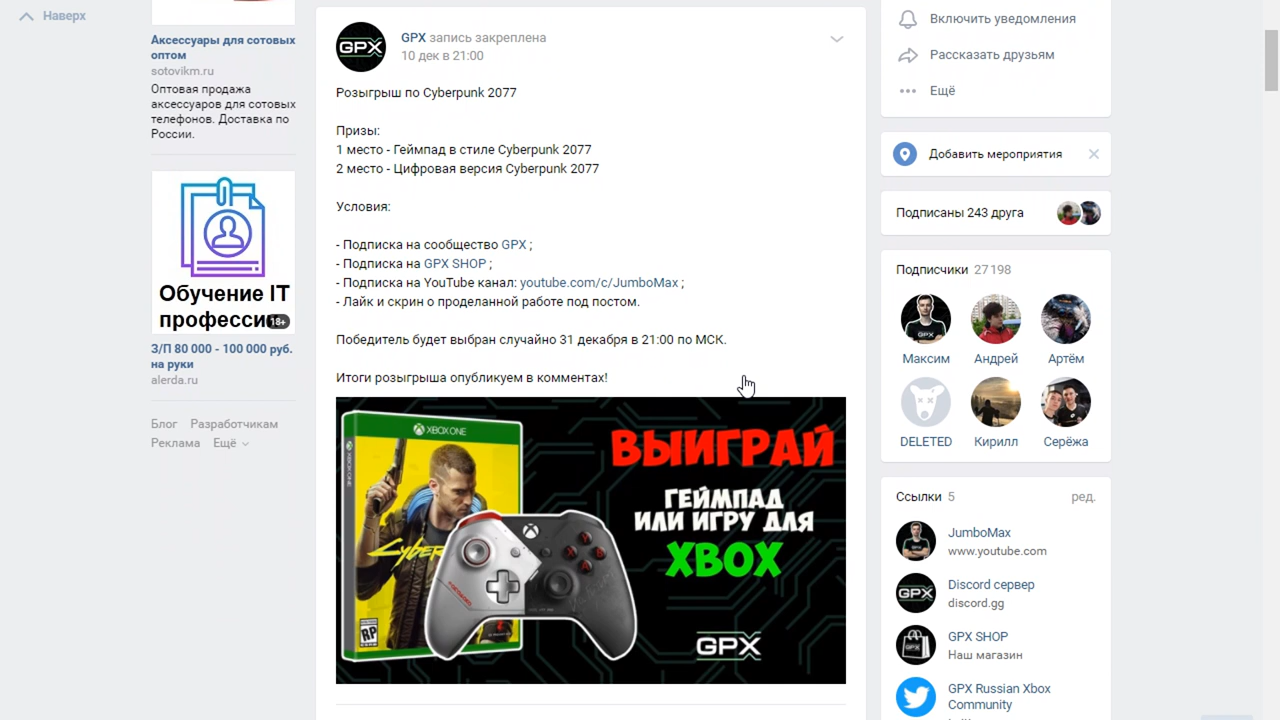 Наверх
Аксессуары для сотовых
оптом
sotovikm.ru
Оптовая продажа
аксессуаров для сотовых
телефонов. Доставка по
России.
Обучение IT
професси
18+
З/П 80 000 - 100 000 руб.
на руки
alerda.ru
Блог Разработчикам
Реклама Ещё
GPX
GPX запись закреплена
10 дек в 21:00
Розыгрыш по Cyberpunk 2077
Призы:
1 место - Геймпад в стиле Cyberpunk 2077
2 место - Цифровая версия Cyberpunk 2077
Условия:
- Подписка на сообщество GPX ;
- Подписка на GPX SHOP ;
- Подписка на YouTube канал: youtube.com/c/JumboMax ;
- Лайк и скрин о проделанной работе под постом.
Победитель будет выбран случайно 31 декабря в 21:00 по МСК.
Итоги розыгрыша опубликуем в комментах!
XBOX ONE
CYBER
RP
ВЫИГРАЙ
ГЕЙМПАД
ИЛИ ИГРУ ДЛЯ
XBOX
GPX
Включить уведомления
Рассказать друзьям
Ещё
Добавить мероприятия
Подписаны 243 друга
Подписчики 27 198
Максим Андрей Артём
DELETED Кирилл Серёжа
Ссылки 5 ред.
JumboMax
www.youtube.com
GPX
Discord сервер
discord.gg
GPX SHOP
Наш магазин
GPX Russian Xbox
Community